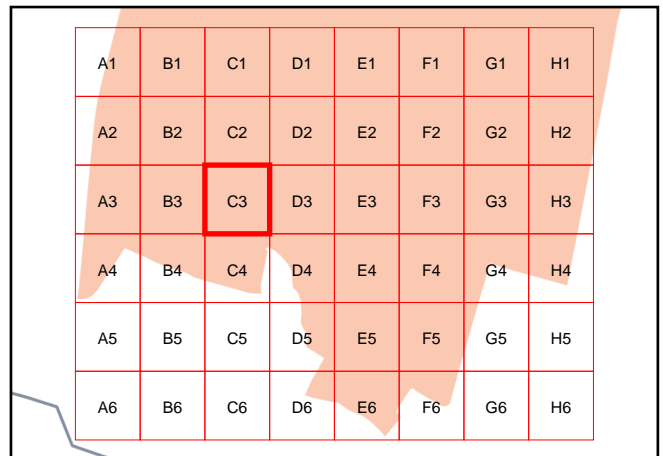 A1 B1 C1 D1 E1 F1 G1 H1
A2 B2 C2 D2 E2 F2 G2 H2
A3 B3 C3 D3 E3 F3 G3 H3
A4 B4 C4 D4 E4 F4 G4 H4
A5 B5 C5 D5 E5 F5 G5 H5
A6 B6 C6 D6 E6 F6 G6 H6